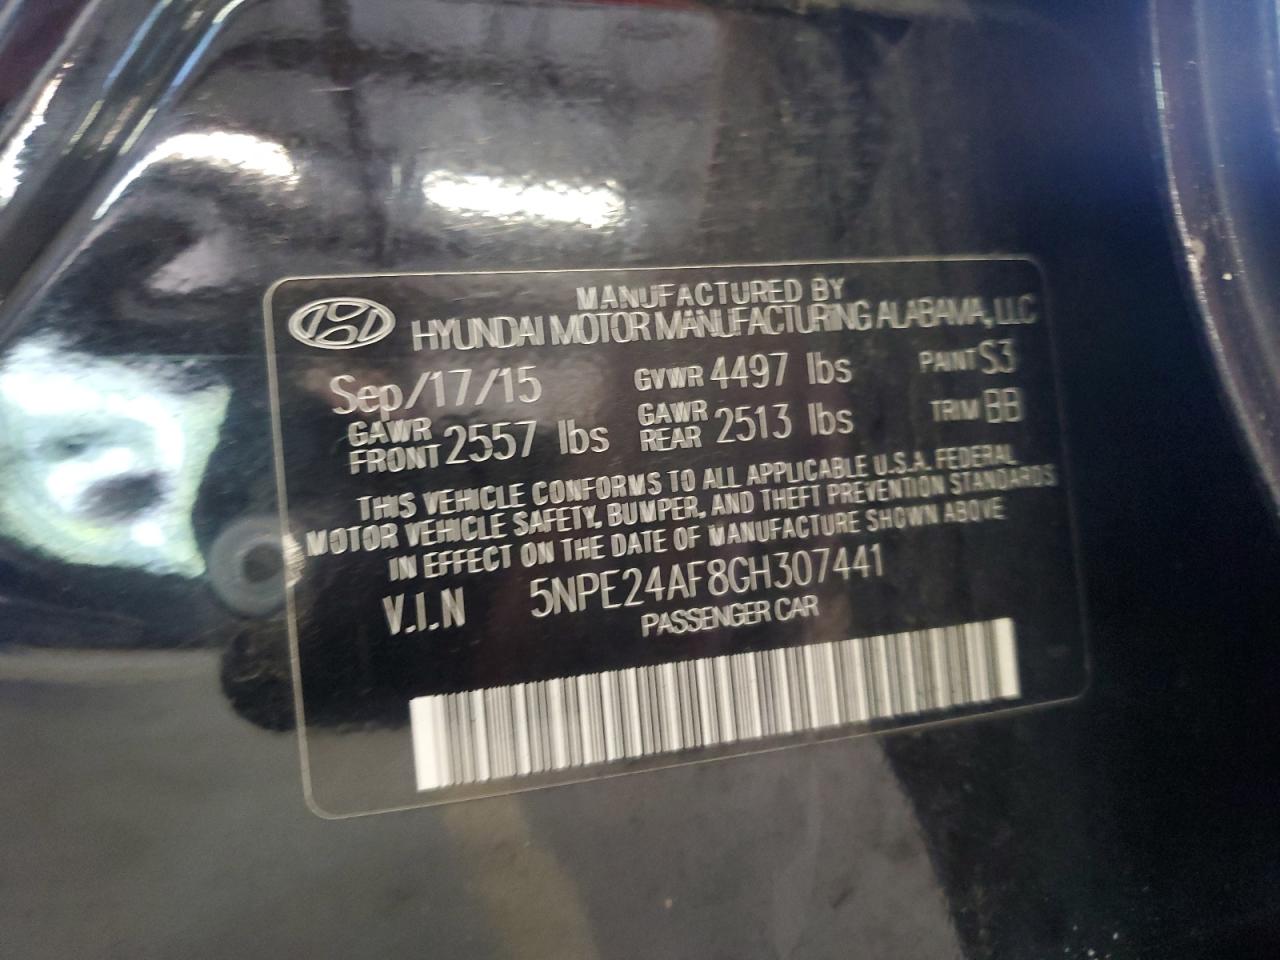 MANUFACTURED BY
HYUNDAI MOTOR MANUFACTURING ALABAMA, LLC
Sep/17/15 GVWR 4497 lbs PAINT S3
GAWR FRONT 2557 lbs GAWR REAR 2513 lbs TRIM BB
THIS VEHICLE CONFORMS TO ALL APPLICABLE U.S.A. FEDERAL
MOTOR VEHICLE SAFETY, BUMPER, AND THEFT PREVENTION STANDARDS
IN EFFECT ON THE DATE OF MANUFACTURE SHOWN ABOVE
V.I.N 5NPE24AF8GH307441
PASSENGER CAR